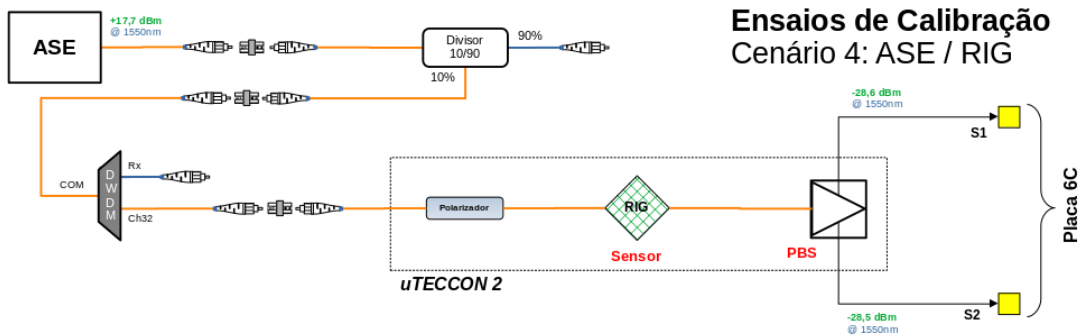 Ensaios de Calibração
Cenário 4: ASE / RIG
ASE
+17,7 dBm
@ 1550nm
Divisor
10/90
90%
10%
COM
DWDM
Rx
Ch32
Polarizador
RIG
Sensor
PBS
uTECCON 2
-28,6 dBm
@ 1550nm
S1
S2
-28,5 dBm
@ 1550nm
Placa 6C